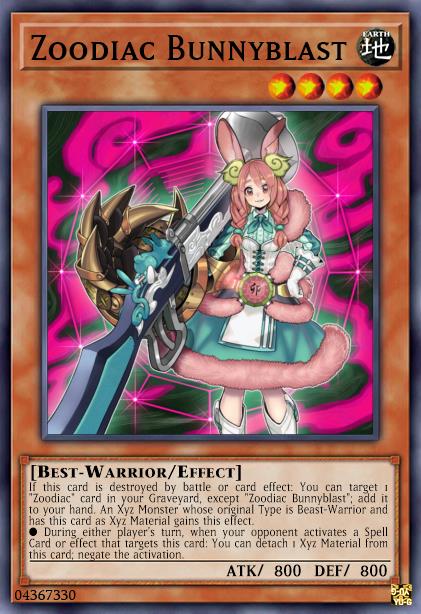 Zoodiac Bunnyblast
EARTH
地
[Best-Warrior/Effect]
If this card is destroyed by battle or card effect: You can target 1
"Zoodiac" card in your Graveyard, except "Zoodiac Bunnyblast"; add it
to your hand. An Xyz Monster whose original Type is Beast-Warrior and
has this card as Xyz Material gains this effect.
● During either player's turn, when your opponent activates a Spell
Card or effect that targets this card: You can detach 1 Xyz Material from
this card; negate the activation.
ATK/ 800 DEF/ 800
04367330